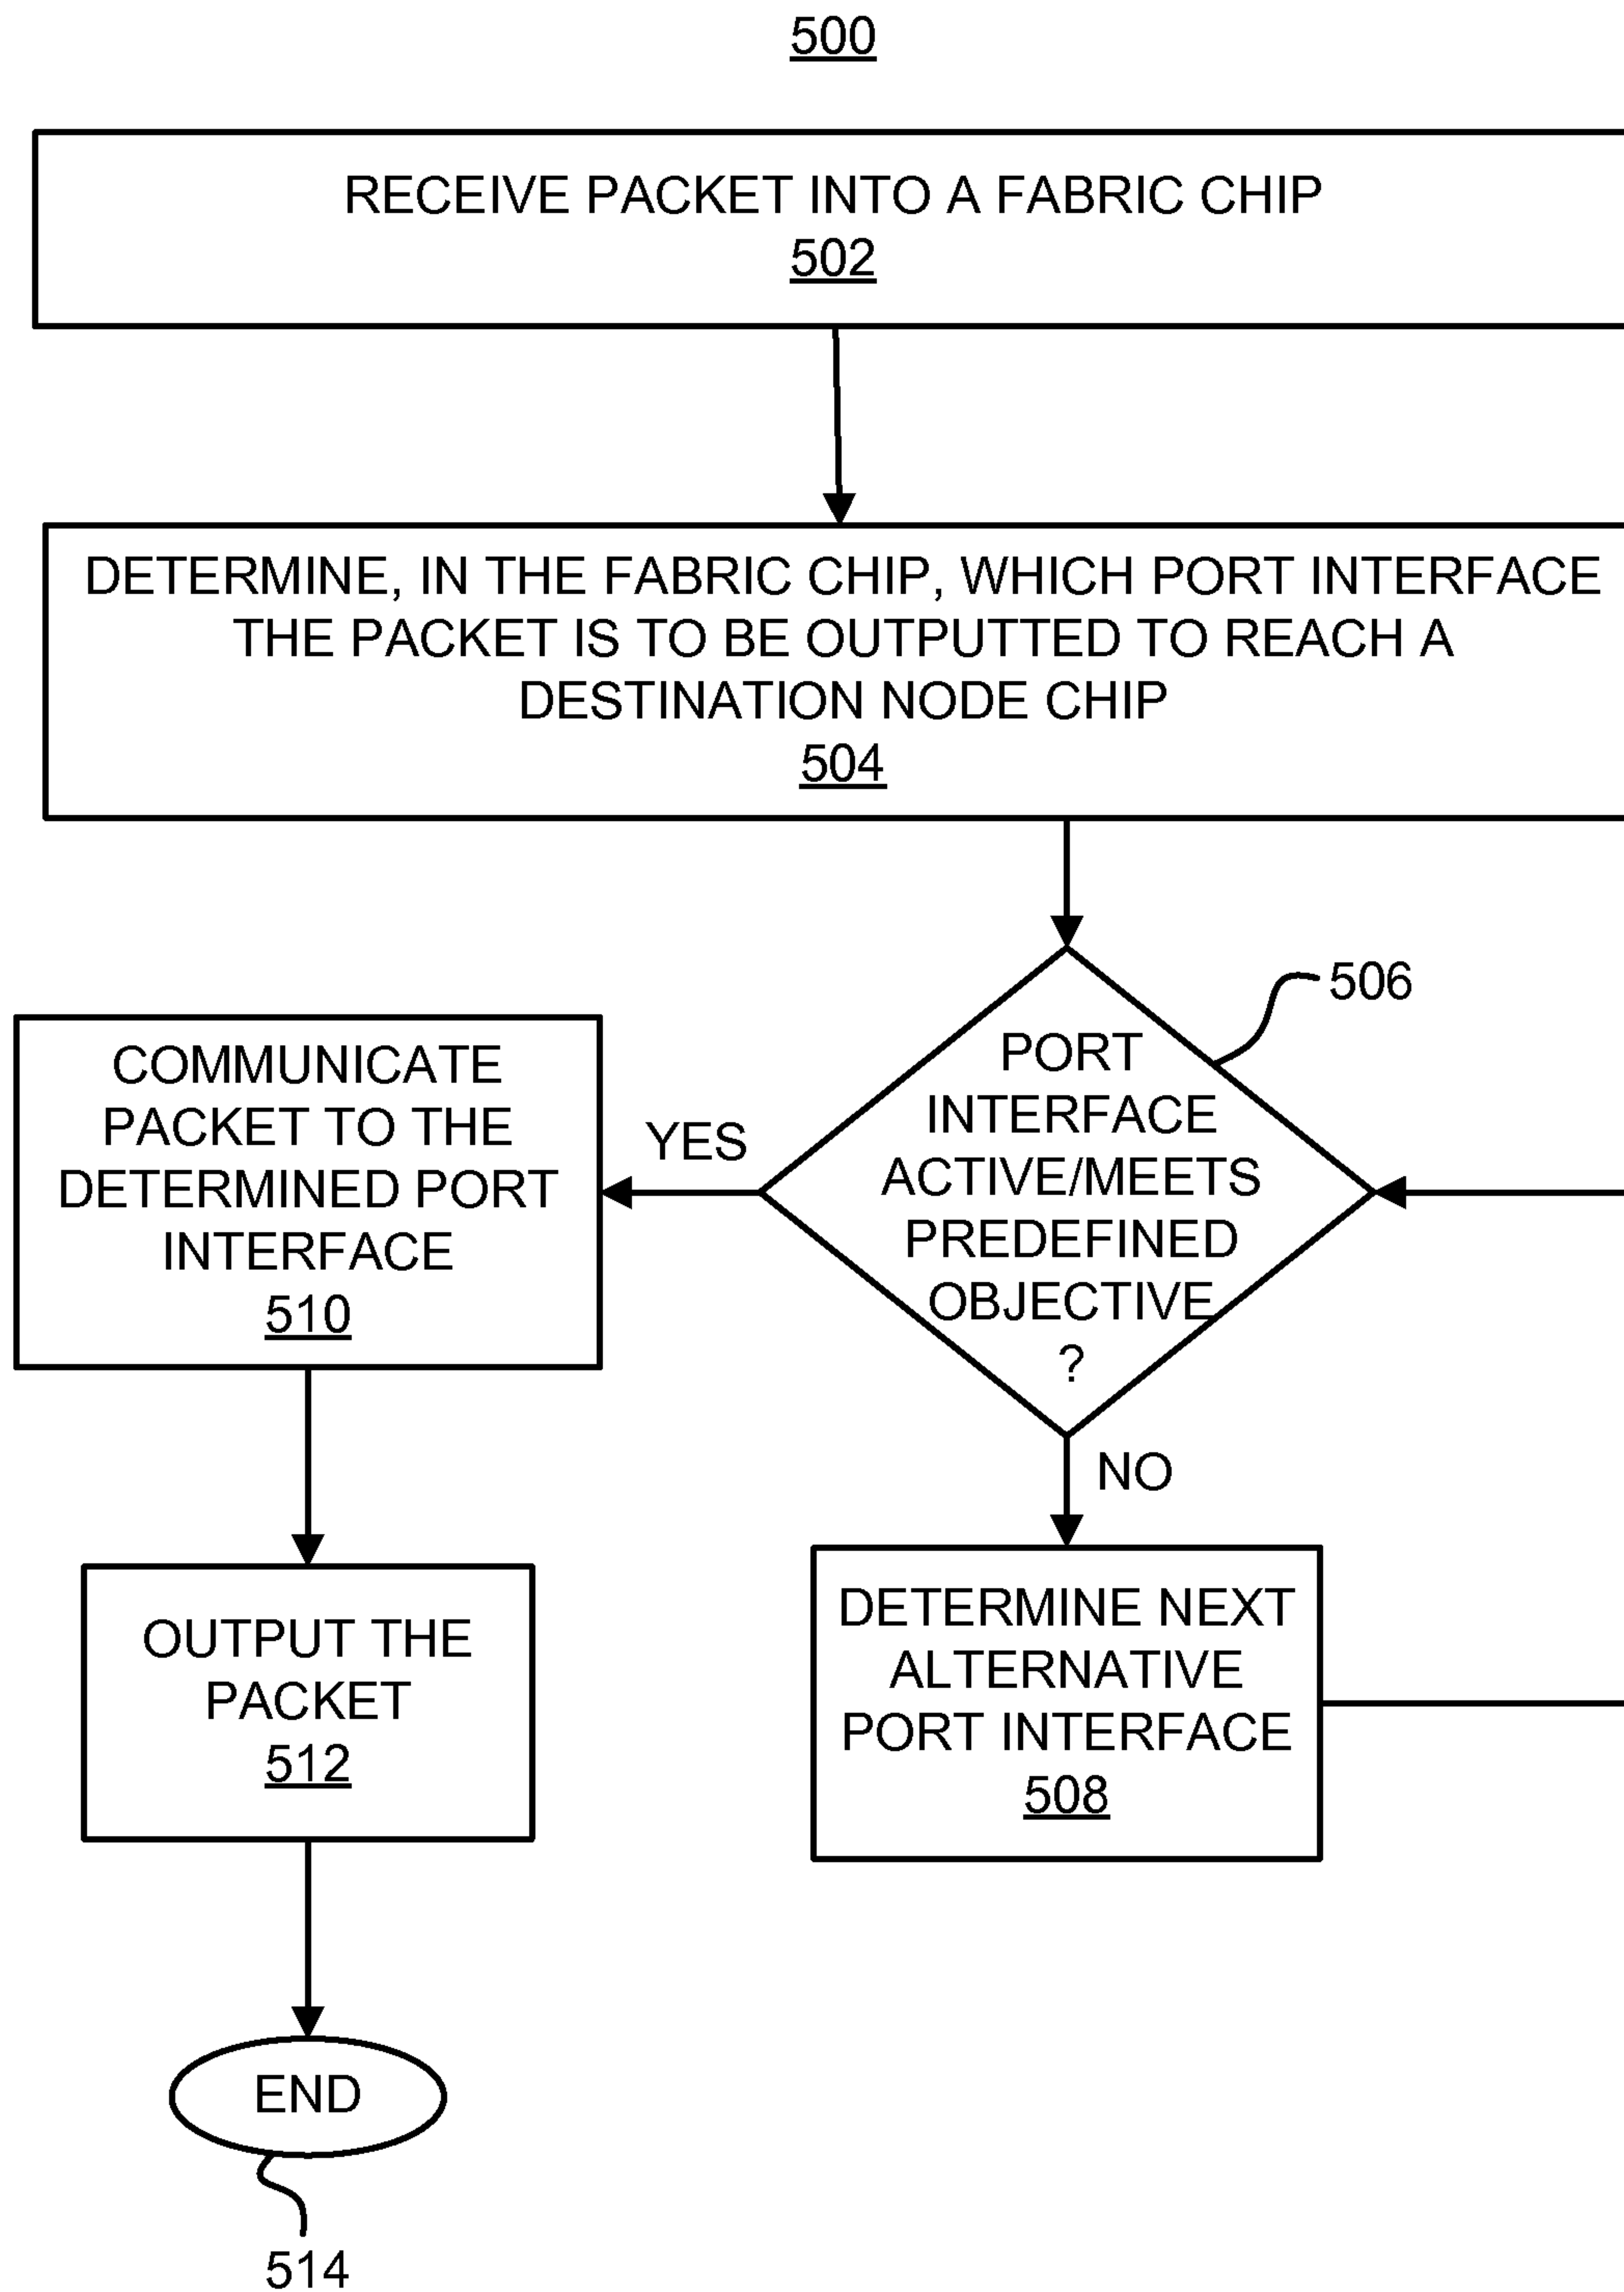 500
RECEIVE PACKET INTO A FABRIC CHIP
502
DETERMINE, IN THE FABRIC CHIP, WHICH PORT INTERFACE
THE PACKET IS TO BE OUTPUTTED TO REACH A
DESTINATION NODE CHIP
504
506
PORT
INTERFACE
ACTIVE/MEETS
PREDEFINED
OBJECTIVE
?
YES
NO
COMMUNICATE
PACKET TO THE
DETERMINED PORT
INTERFACE
510
DETERMINE NEXT
ALTERNATIVE
PORT INTERFACE
508
OUTPUT THE
PACKET
512
END
514